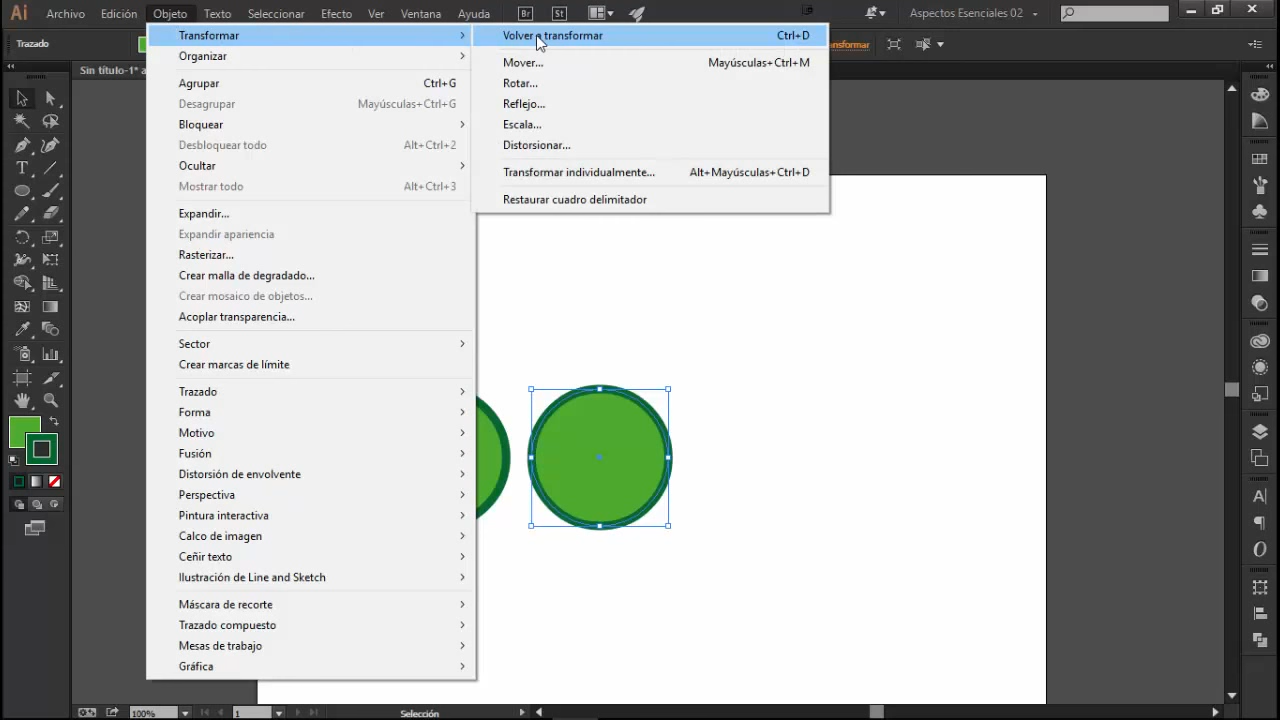 Ai Archivo Edición Objeto Texto Seleccionar Efecto Ver Ventana Ayuda Br St Aspectos Esenciales 02
Trazado
Transformar
Sin título-1* a
Transformar
Organizar
Agrupar Ctrl+G
Desagrupar Mayúsculas+Ctrl+G
Bloquear
Desbloquear todo Alt+Ctrl+2
Ocultar
Mostrar todo Alt+Ctrl+3
Expandir...
Expandir apariencia
Rasterizar...
Crear malla de degradado...
Crear mosaico de objetos...
Acoplar transparencia...
Sector
Crear marcas de límite
Trazado
Forma
Motivo
Fusión
Distorsión de envolvente
Perspectiva
Pintura interactiva
Calco de imagen
Ceñir texto
Ilustración de Line and Sketch
Máscara de recorte
Trazado compuesto
Mesas de trabajo
Gráfica
Volver a transformar Ctrl+D
Mover... Mayúsculas+Ctrl+M
Rotar...
Reflejo...
Escala...
Distorsionar...
Transformar individualmente... Alt+Mayúsculas+Ctrl+D
Restaurar cuadro delimitador
100% 1 Selección